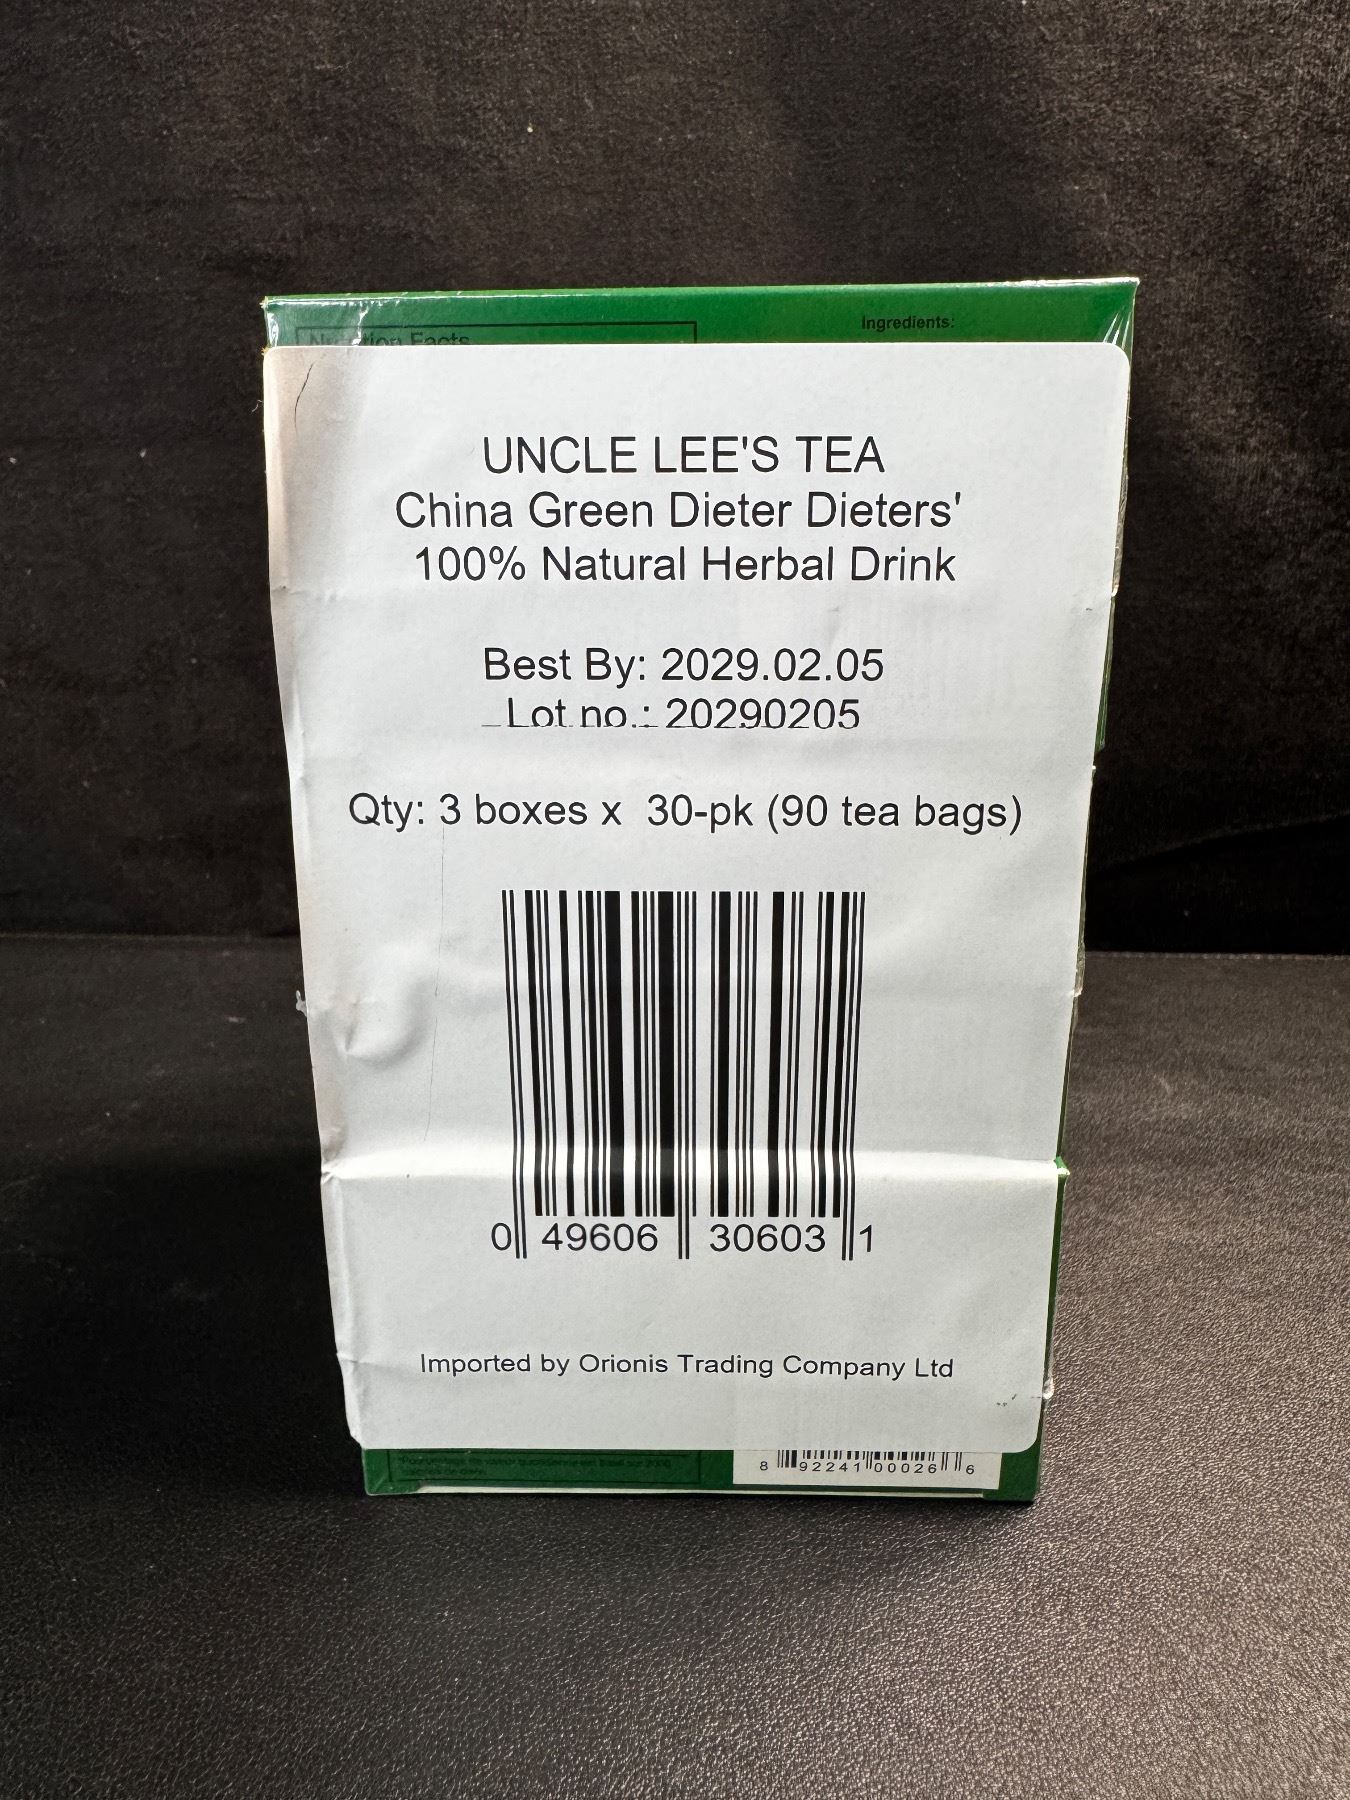 Nutrition Facts
Ingredients:
UNCLE LEE'S TEA
China Green Dieter Dieters'
100% Natural Herbal Drink
Best By: 2029.02.05
Lot no.: 20290205
Qty: 3 boxes x 30-pk (90 tea bags)
0 49606 30603 1
Imported by Orionis Trading Company Ltd
8 92241 00026 6